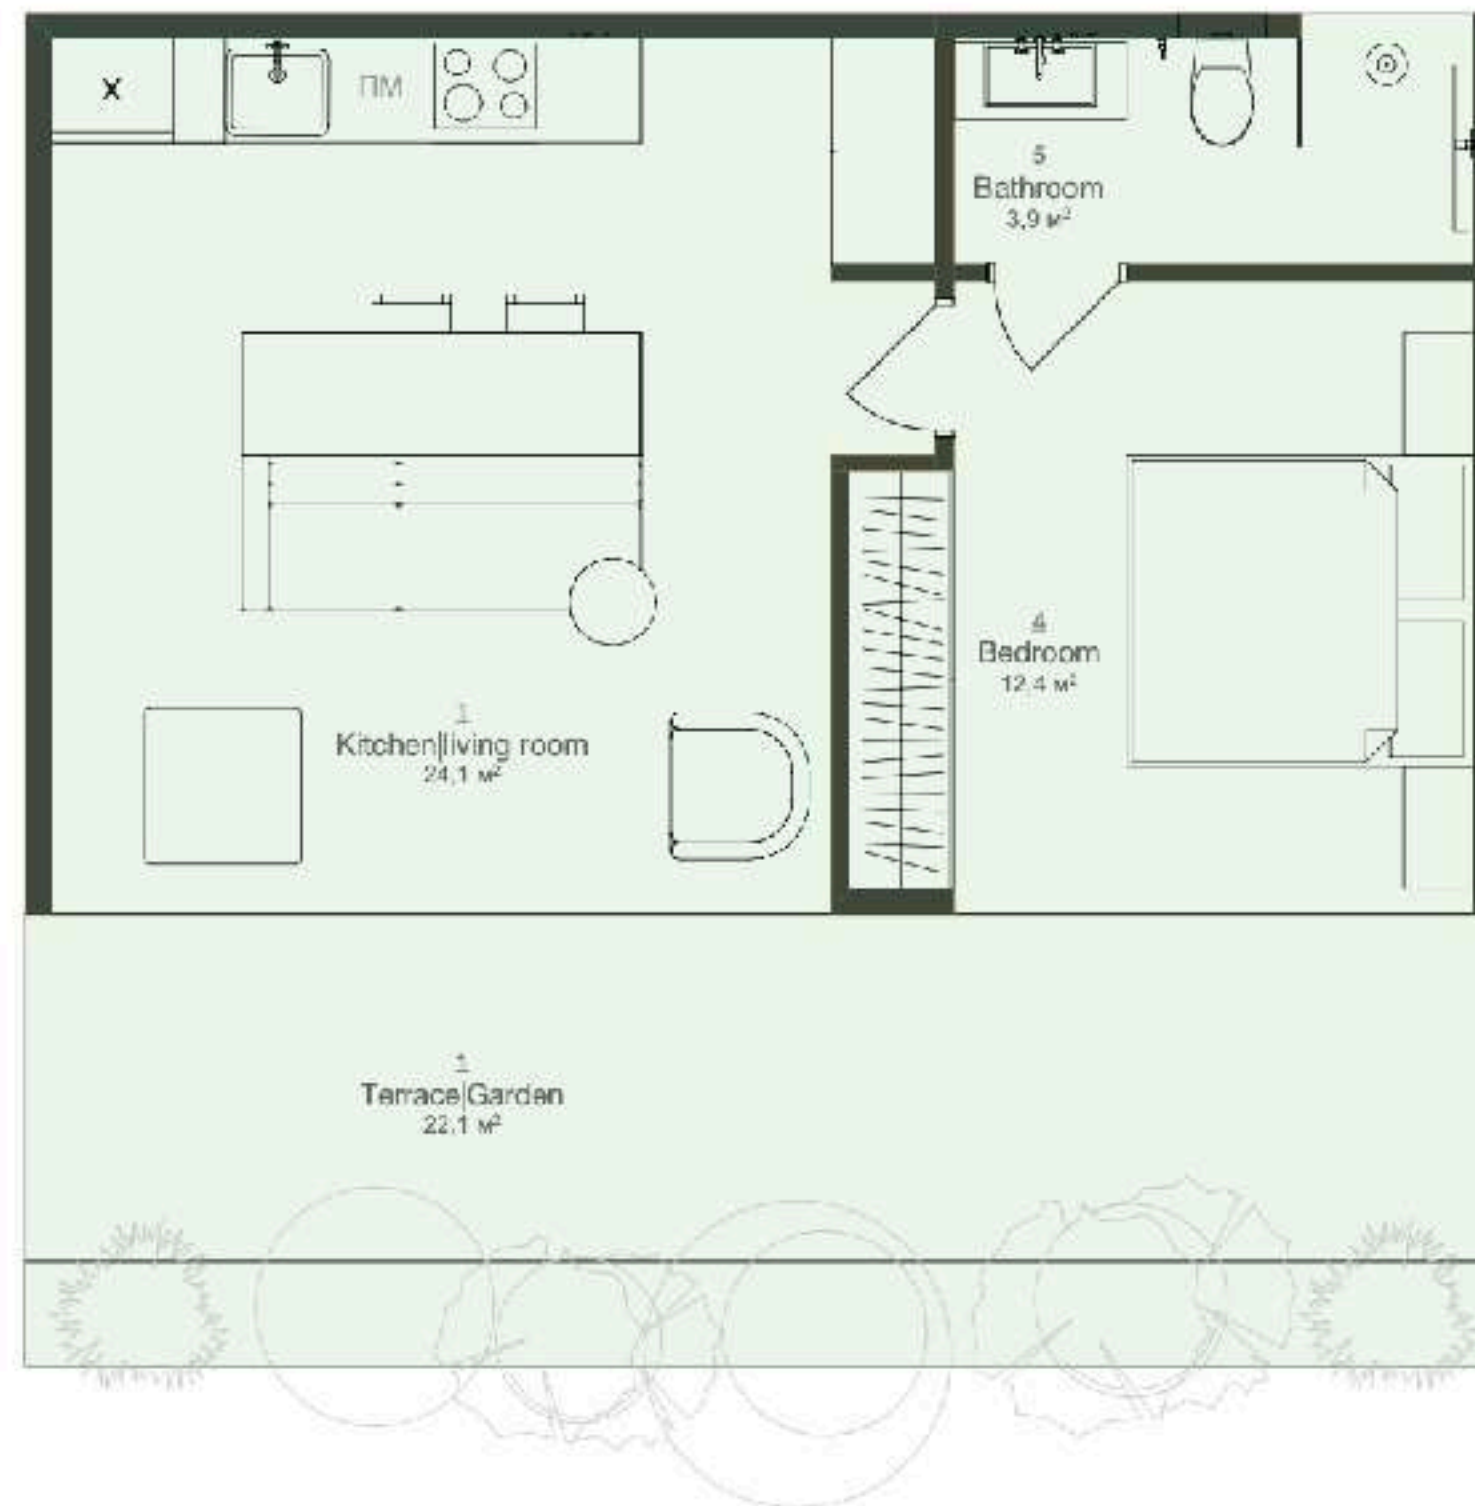 X
ПМ
5
Bathroom
3,9 м²
4
Bedroom
12,4 м²
1
Kitchen|living room
24,1 м²
1
Terrace|Garden
22,1 м²